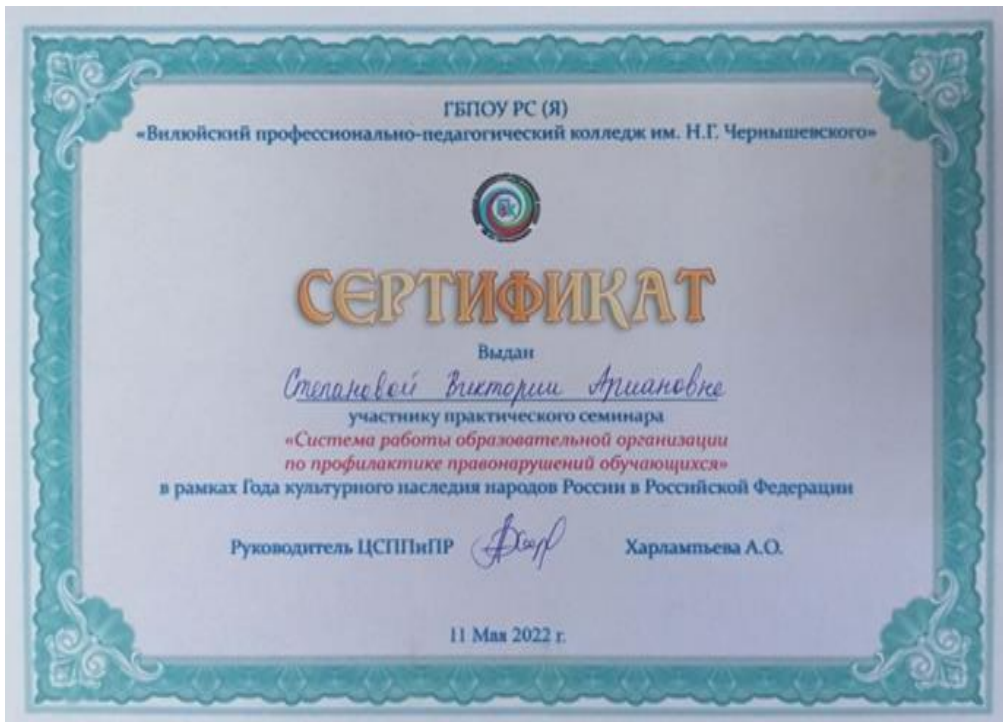 ГБПОУ РС (Я)
«Вилюйский профессионально-педагогический колледж им. Н.Г. Чернышевского»
СЕРТИФИКАТ
Выдан
Степановой Виктории Ариановне
участнику практического семинара
«Система работы образовательной организации
по профилактике правонарушений обучающихся»
в рамках Года культурного наследия народов России в Российской Федерации
Руководитель ЦСППиПР Харлампьева А.О.
11 Мая 2022 г.